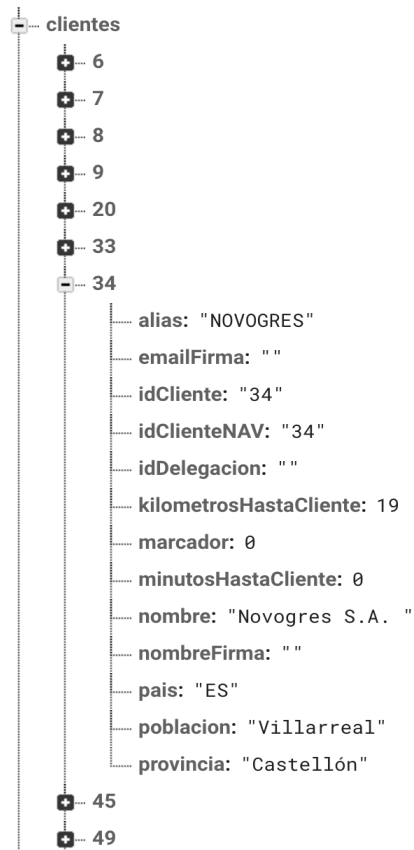 clientes
6
7
8
9
20
33
34
alias: "NOVOGRES"
emailFirma: ""
idCliente: "34"
idClienteNAV: "34"
idDelegacion: ""
kilometrosHastaCliente: 19
marcador: 0
minutosHastaCliente: 0
nombre: "Novogres S.A. "
nombreFirma: ""
pais: "ES"
poblacion: "Villarreal"
provincia: "Castellón"
45
49